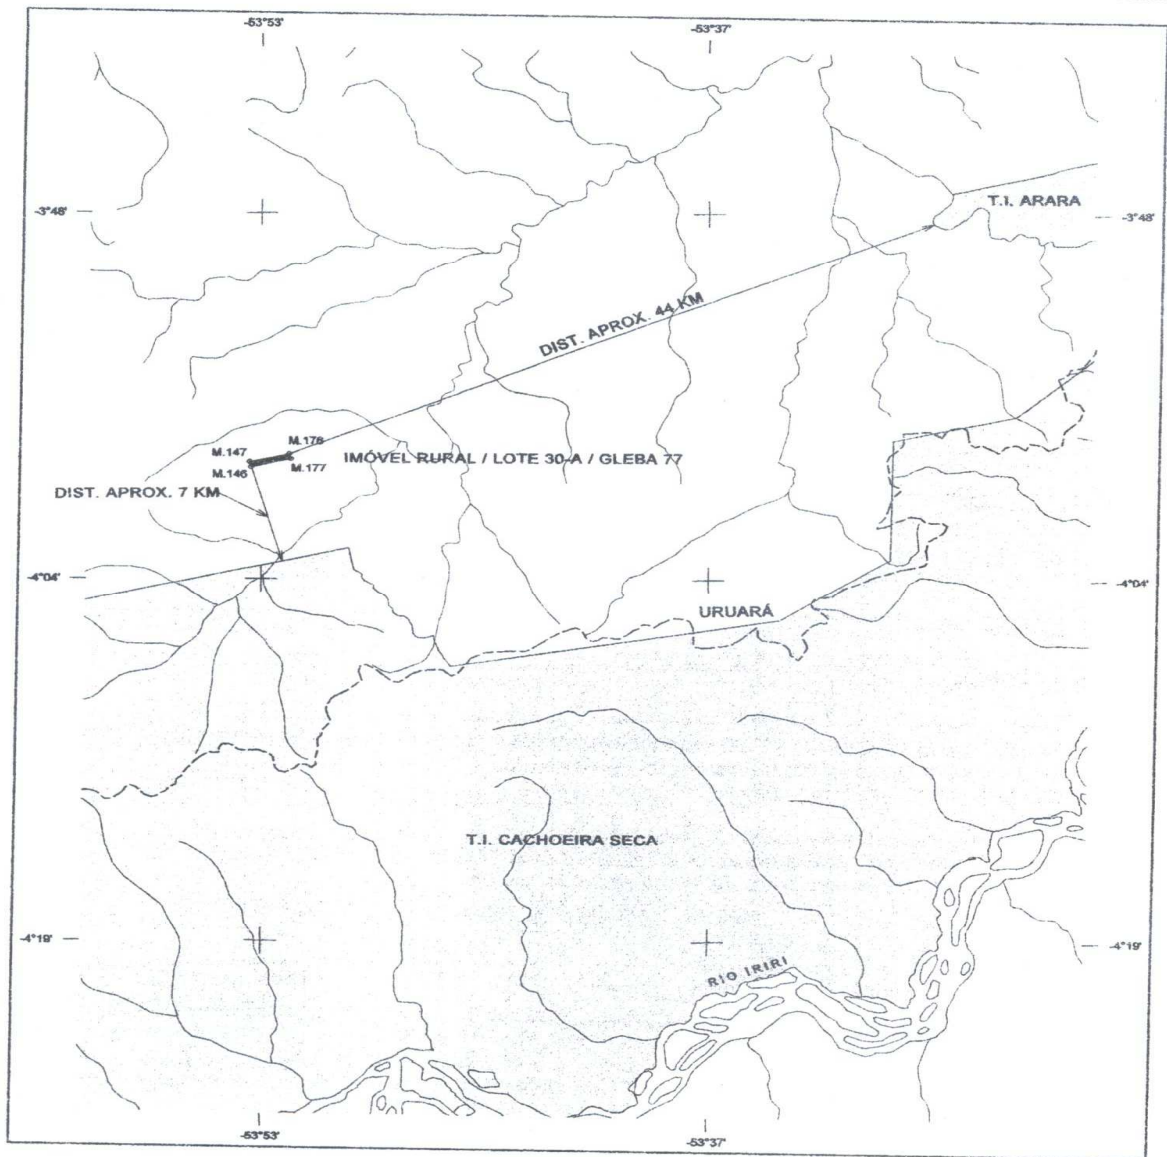 -53°53'
-53°37'
-3°48'
T.I. ARARA
-3°48'
DIST. APROX. 44 KM
M.178
M.147
IMÓVEL RURAL / LOTE 30-A / GLEBA 77
M.146
M.177
DIST. APROX. 7 KM
-4°04'
-4°04'
URUARÁ
T.I. CACHOEIRA SECA
-4°19'
-4°19'
RIO IRIRI
-53°53'
-53°37'